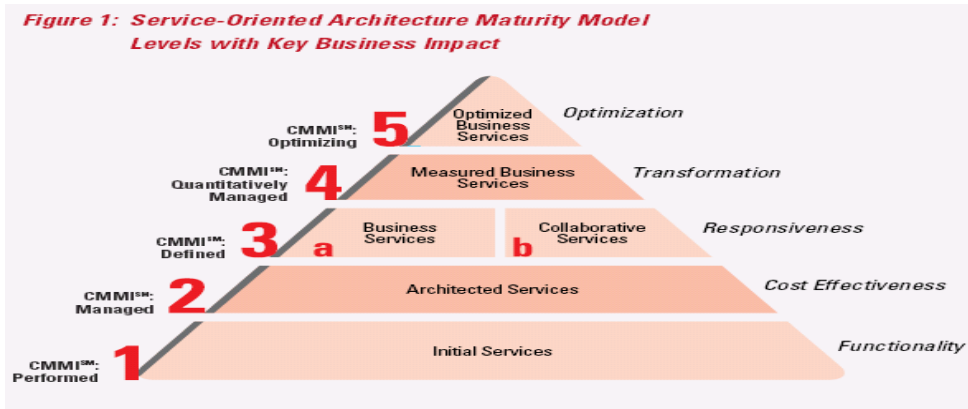 Figure 1: Service-Oriented Architecture Maturity Model
Levels with Key Business Impact
CMMI℠:
Optimizing
5
Optimized
Business
Services
Optimization
CMMI℠:
Quantitatively
Managed
4
Measured Business
Services
Transformation
CMMI℠:
Defined
3
a
Business
Services
b
Collaborative
Services
Responsiveness
CMMI℠:
Managed
2
Architected Services
Cost Effectiveness
CMMI℠:
Performed
1
Initial Services
Functionality